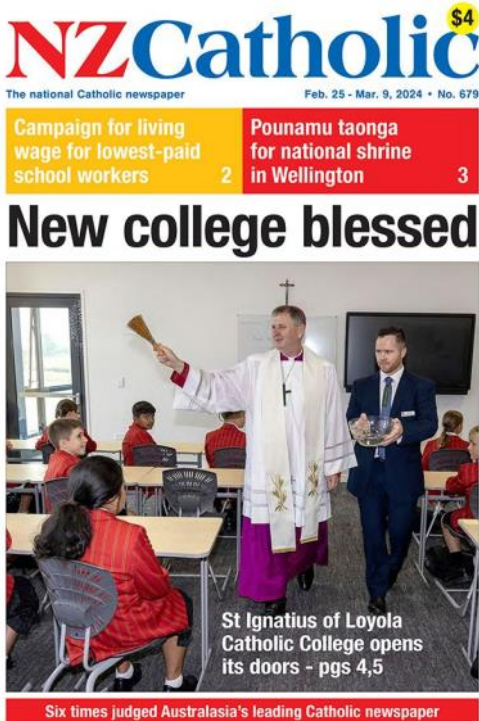 $4
NZCatholic
The national Catholic newspaper
Feb. 25 - Mar. 9, 2024 • No. 679
Campaign for living
wage for lowest-paid
school workers 2
Pounamu taonga
for national shrine
in Wellington 3
New college blessed
St Ignatius of Loyola
Catholic College opens
its doors - pgs 4,5
Six times judged Australasia's leading Catholic newspaper